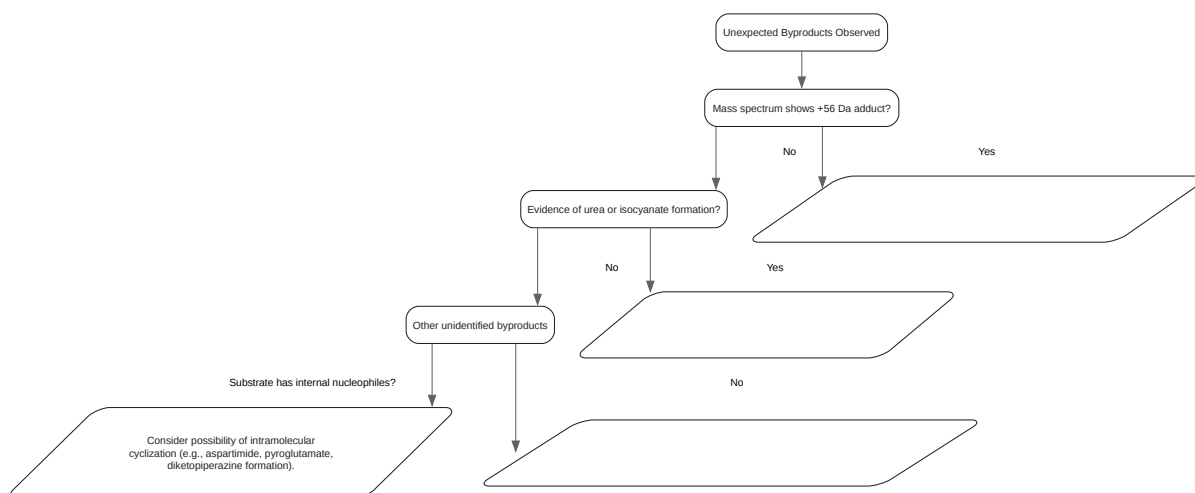 Unexpected Byproducts Observed
Mass spectrum shows +56 Da adduct?
No
Yes
Evidence of urea or isocyanate formation?
No
Yes
Other unidentified byproducts
Substrate has internal nucleophiles?
No
Consider possibility of intramolecular
cyclization (e.g., aspartimide, pyroglutamate,
diketopiperazine formation).